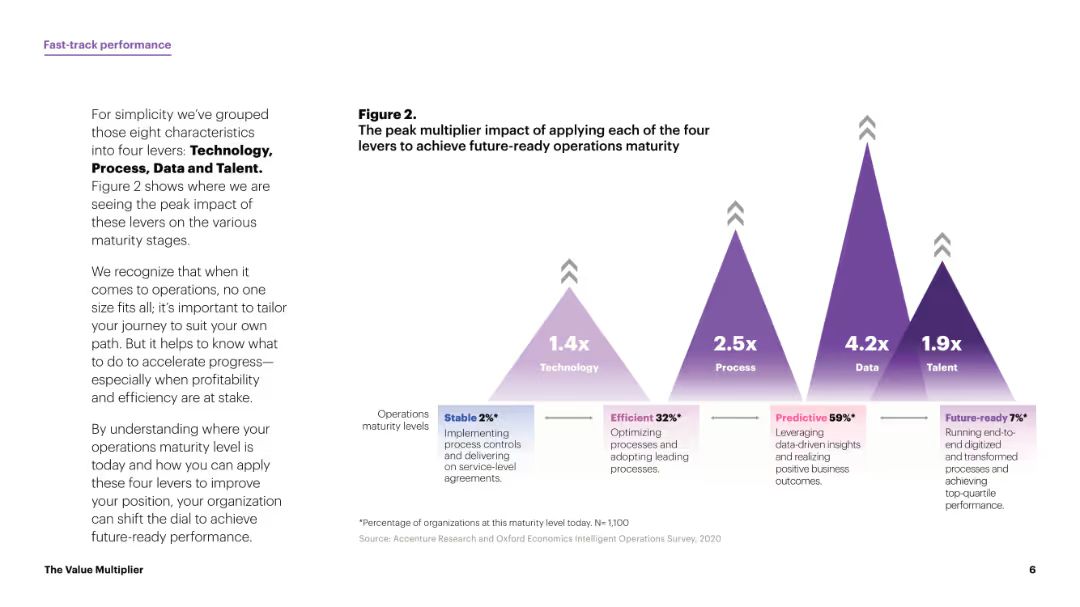 Fast-track performance
For simplicity we've grouped
those eight characteristics
into four levers: Technology,
Process, Data and Talent.
Figure 2 shows where we are
seeing the peak impact of
these levers on the various
maturity stages.
We recognize that when it
comes to operations, no one
size fits all; it's important to tailor
your journey to suit your own
path. But it helps to know what
to do to accelerate progress—
especially when profitability
and efficiency are at stake.
By understanding where your
operations maturity level is
today and how you can apply
these four levers to improve
your position, your organization
can shift the dial to achieve
future-ready performance.
Figure 2.
The peak multiplier impact of applying each of the four
levers to achieve future-ready operations maturity
1.4x
Technology
2.5x
Process
4.2x
Data
1.9x
Talent
Operations
maturity levels
Stable 2%*
Implementing
process controls
and delivering
on service-level
agreements.
Efficient 32%*
Optimizing
processes and
adopting leading
processes.
Predictive 59%*
Leveraging
data-driven insights
and realizing
positive business
outcomes.
Future-ready 7%*
Running end-to-
end digitized
and transformed
processes and
achieving
top-quartile
performance.
*Percentage of organizations at this maturity level today. N= 1,100
Source: Accenture Research and Oxford Economics Intelligent Operations Survey, 2020
The Value Multiplier
6